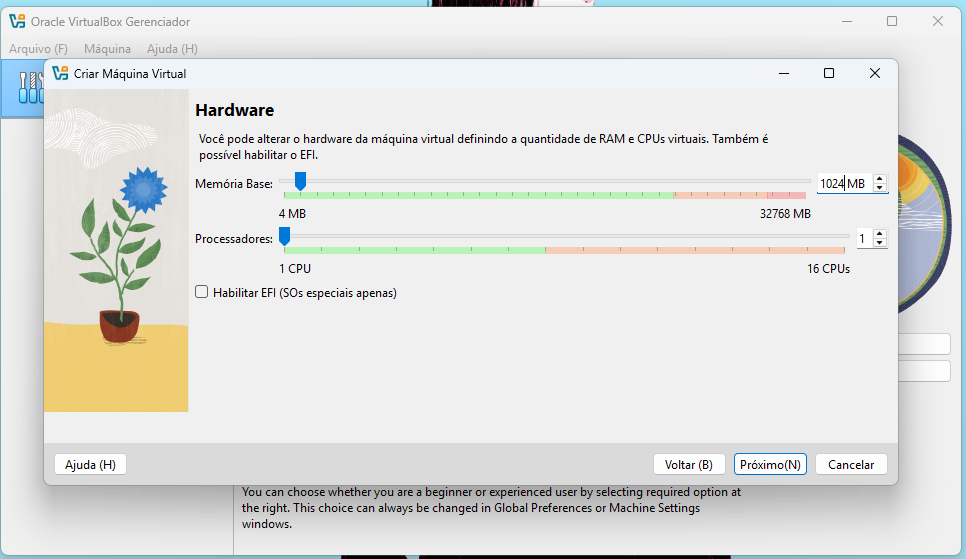 Oracle VirtualBox Gerenciador
Arquivo (F) Máquina Ajuda (H)
Criar Máquina Virtual
Hardware
Você pode alterar o hardware da máquina virtual definindo a quantidade de RAM e CPUs virtuais. Também é
possível habilitar o EFI.
Memória Base: 1024 MB
4 MB 32768 MB
Processadores: 1
1 CPU 16 CPUs
Habilitar EFI (SOs especiais apenas)
Ajuda (H) Voltar (B) Próximo(N) Cancelar
You can choose whether you are a beginner or experienced user by selecting required option at
the right. This choice can always be changed in Global Preferences or Machine Settings
windows.